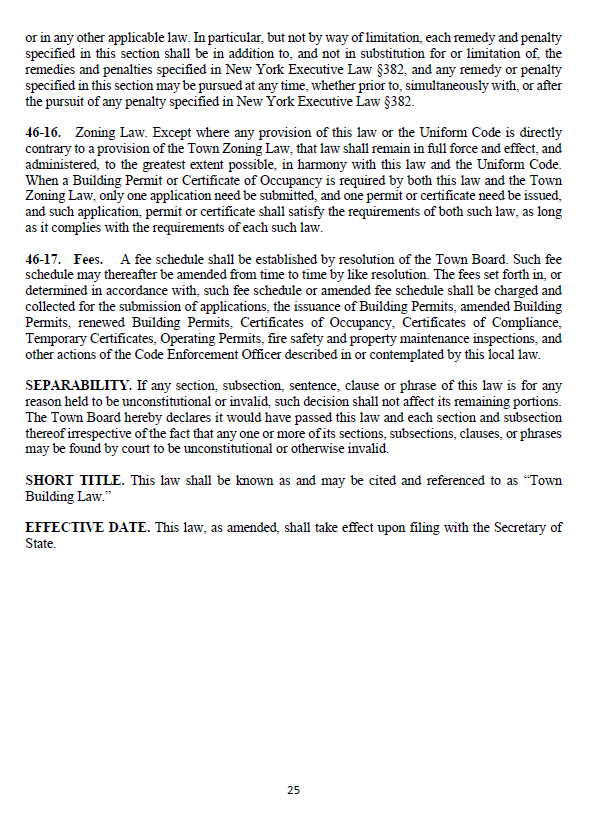 or in any other applicable law. In particular, but not by way of limitation, each remedy and penalty
specified in this section shall be in addition to, and not in substitution for or limitation of, the
remedies and penalties specified in New York Executive Law §382, and any remedy or penalty
specified in this section may be pursued at any time, whether prior to, simultaneously with, or after
the pursuit of any penalty specified in New York Executive Law §382.
46-16. Zoning Law. Except where any provision of this law or the Uniform Code is directly
contrary to a provision of the Town Zoning Law, that law shall remain in full force and effect, and
administered, to the greatest extent possible, in harmony with this law and the Uniform Code.
When a Building Permit or Certificate of Occupancy is required by both this law and the Town
Zoning Law, only one application need be submitted, and one permit or certificate need be issued,
and such application, permit or certificate shall satisfy the requirements of both such law, as long
as it complies with the requirements of each such law.
46-17. Fees. A fee schedule shall be established by resolution of the Town Board. Such fee
schedule may thereafter be amended from time to time by like resolution. The fees set forth in, or
determined in accordance with, such fee schedule or amended fee schedule shall be charged and
collected for the submission of applications, the issuance of Building Permits, amended Building
Permits, renewed Building Permits, Certificates of Occupancy, Certificates of Compliance,
Temporary Certificates, Operating Permits, fire safety and property maintenance inspections, and
other actions of the Code Enforcement Officer described in or contemplated by this local law.
SEPARABILITY. If any section, subsection, sentence, clause or phrase of this law is for any
reason held to be unconstitutional or invalid, such decision shall not affect its remaining portions.
The Town Board hereby declares it would have passed this law and each section and subsection
thereof irrespective of the fact that any one or more of its sections, subsections, clauses, or phrases
may be found by court to be unconstitutional or otherwise invalid.
SHORT TITLE. This law shall be known as and may be cited and referenced to as “Town
Building Law.”
EFFECTIVE DATE. This law, as amended, shall take effect upon filing with the Secretary of
State.
25